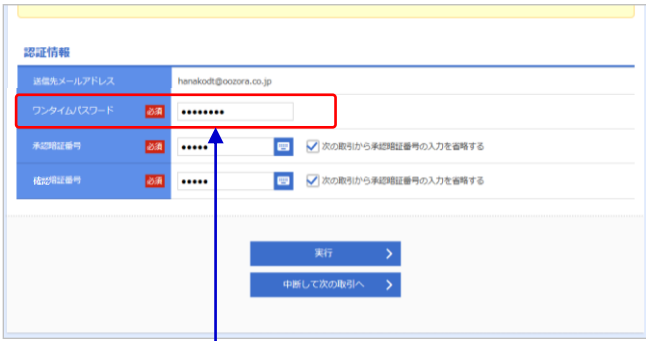 認証情報
送信先メールアドレス hanakodt@oozora.co.jp
ワンタイムパスワード 必須 ••••••••
承認暗証番号 必須 ••••• 次の取引から承認暗証番号の入力を省略する
確認暗証番号 必須 ••••• 次の取引から承認暗証番号の入力を省略する
実行
中断して次の取引へ